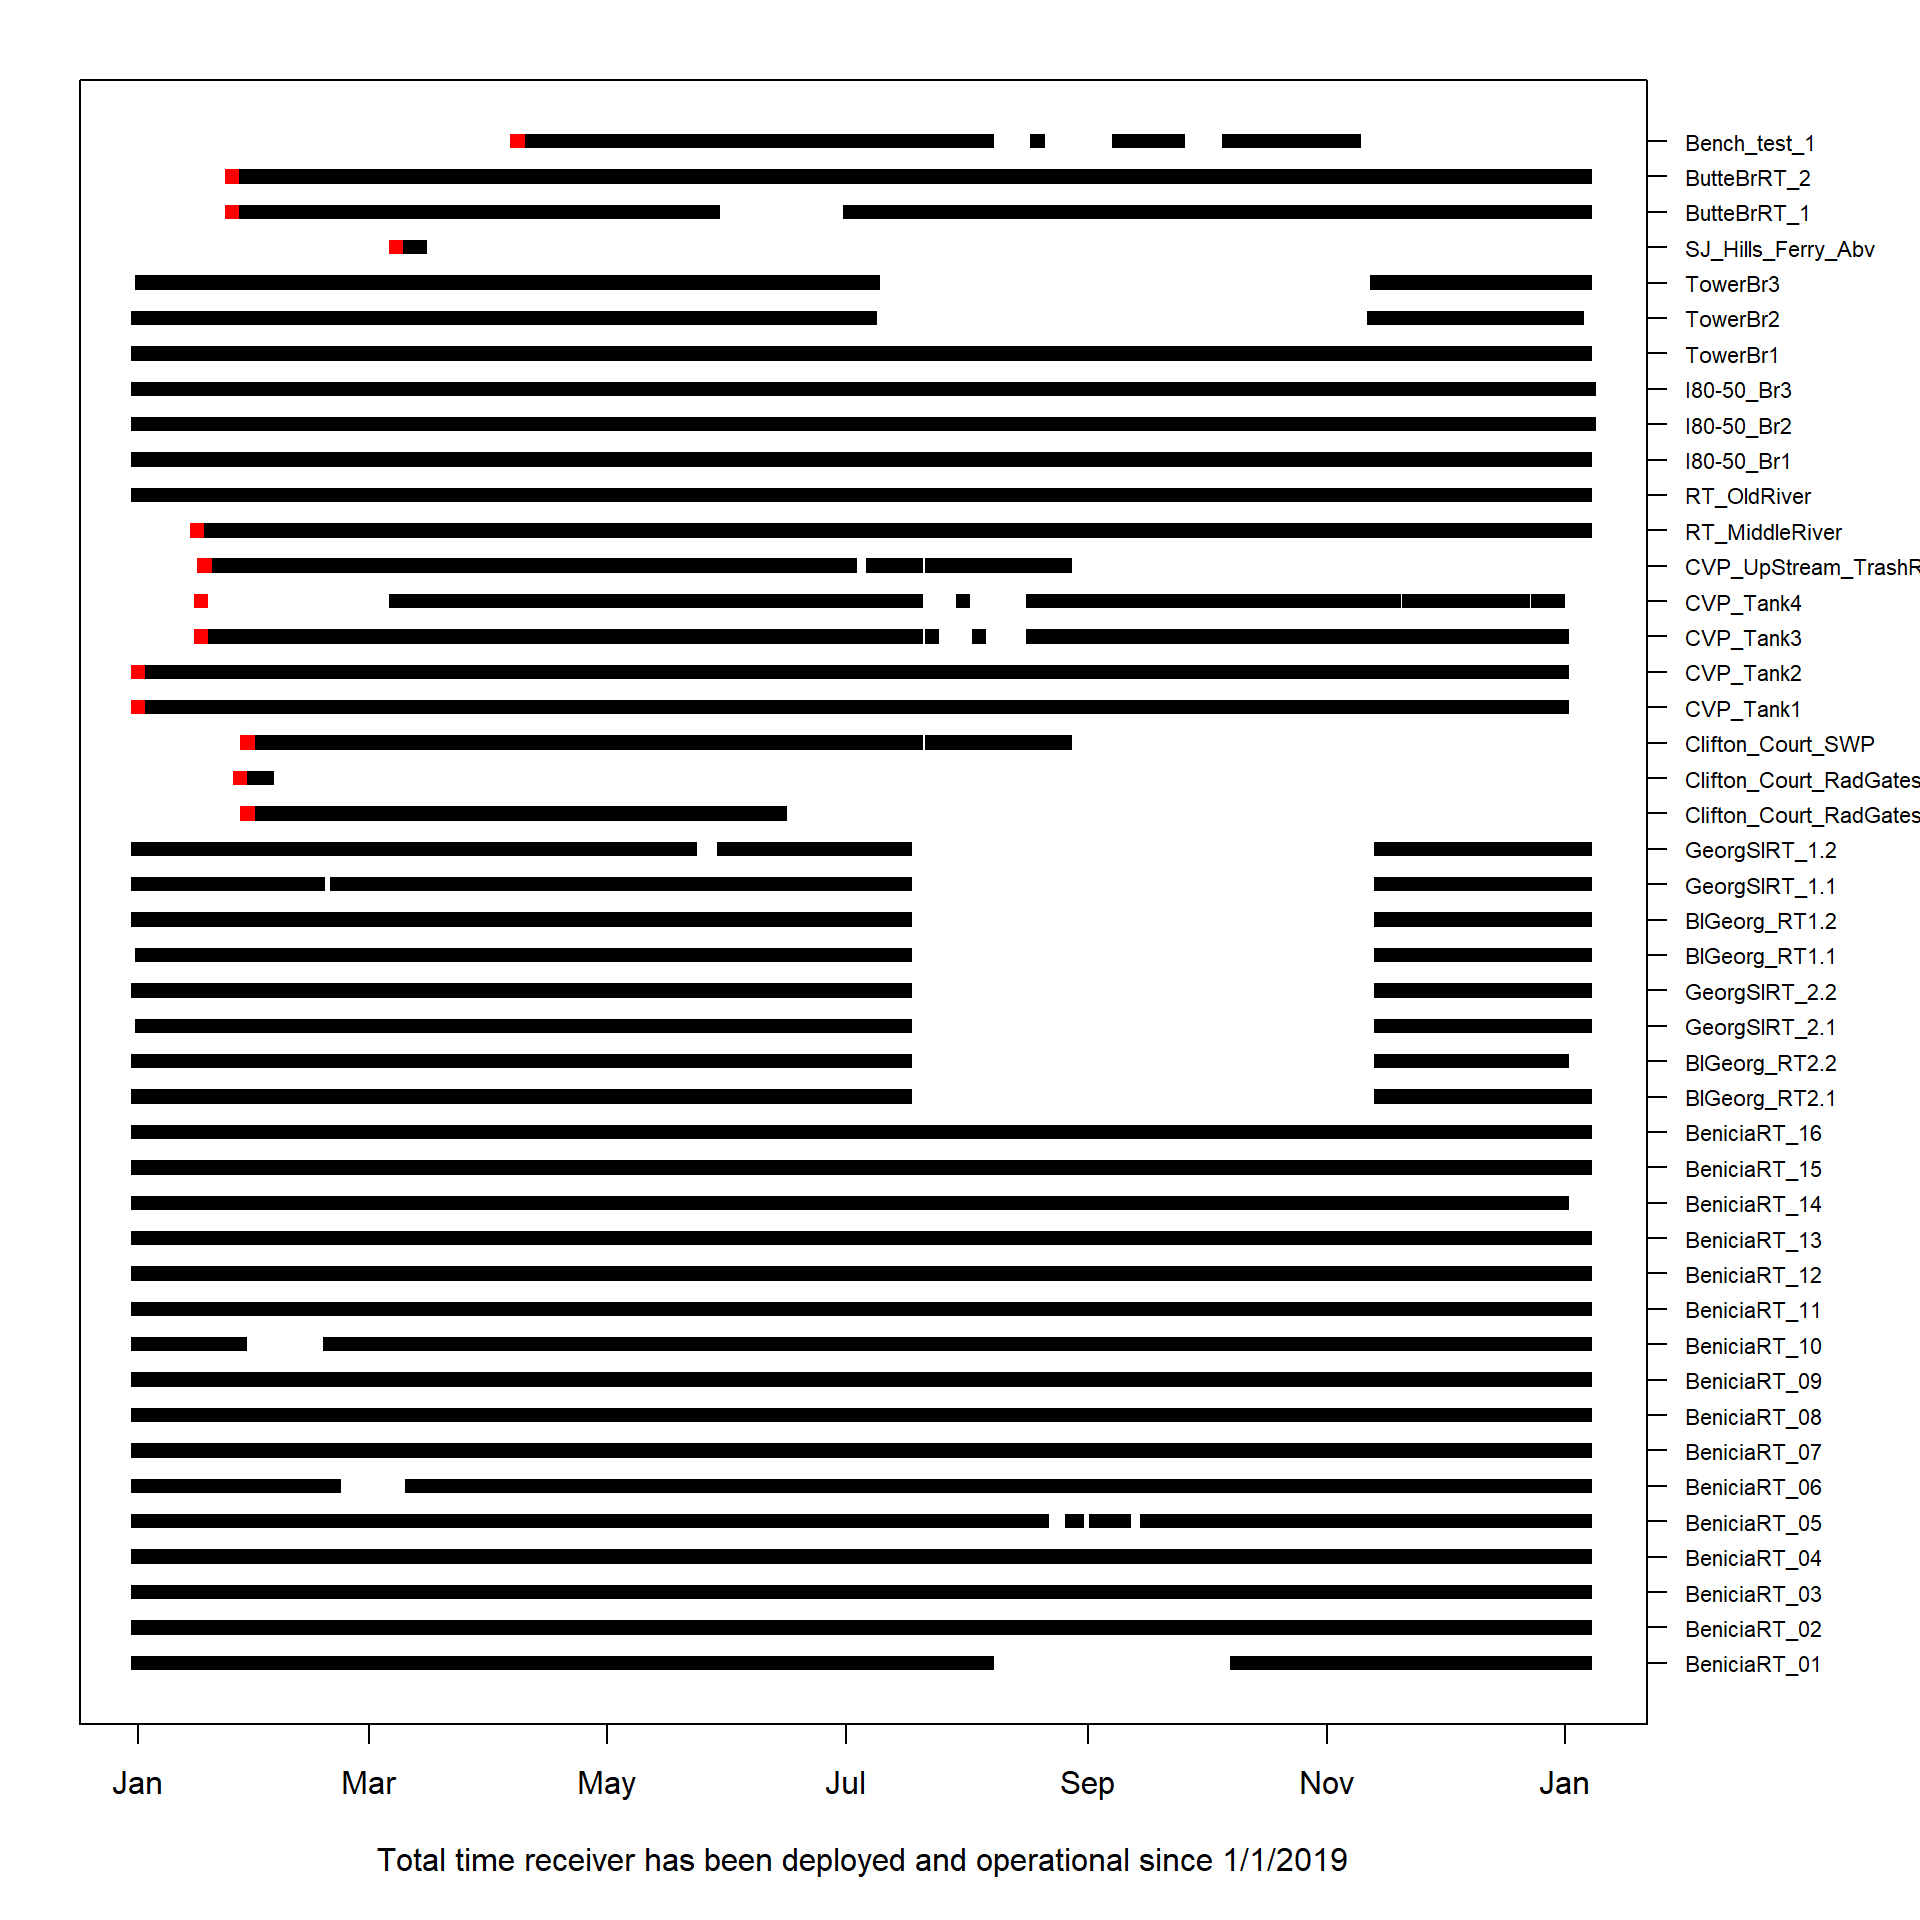 Bench_test_1
ButteBrRT_2
ButteBrRT_1
SJ_Hills_Ferry_Abv
TowerBr3
TowerBr2
TowerBr1
I80-50_Br3
I80-50_Br2
I80-50_Br1
RT_OldRiver
RT_MiddleRiver
CVP_UpStream_TrashR
CVP_Tank4
CVP_Tank3
CVP_Tank2
CVP_Tank1
Clifton_Court_SWP
Clifton_Court_RadGates
Clifton_Court_RadGates
GeorgSlRT_1.2
GeorgSlRT_1.1
BlGeorg_RT1.2
BlGeorg_RT1.1
GeorgSlRT_2.2
GeorgSlRT_2.1
BlGeorg_RT2.2
BlGeorg_RT2.1
BeniciaRT_16
BeniciaRT_15
BeniciaRT_14
BeniciaRT_13
BeniciaRT_12
BeniciaRT_11
BeniciaRT_10
BeniciaRT_09
BeniciaRT_08
BeniciaRT_07
BeniciaRT_06
BeniciaRT_05
BeniciaRT_04
BeniciaRT_03
BeniciaRT_02
BeniciaRT_01
Jan Mar May Jul Sep Nov Jan
Total time receiver has been deployed and operational since 1/1/2019